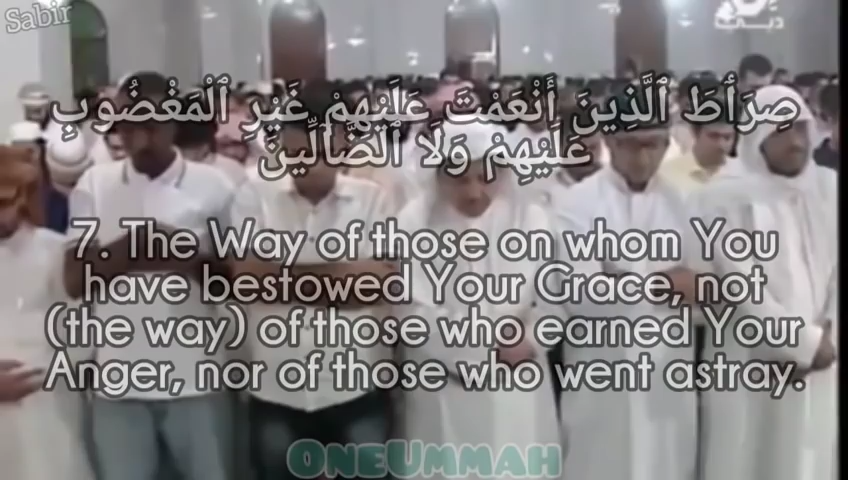 Sabir
دبي
صِرَٰطَ ٱلَّذِينَ أَنْعَمْتَ عَلَيْهِمْ غَيْرِ ٱلْمَغْضُوبِ
عَلَيْهِمْ وَلَا ٱلضَّآلِّينَ
7. The Way of those on whom You
have bestowed Your Grace, not
(the way) of those who earned Your
Anger, nor of those who went astray.
OneUmmah